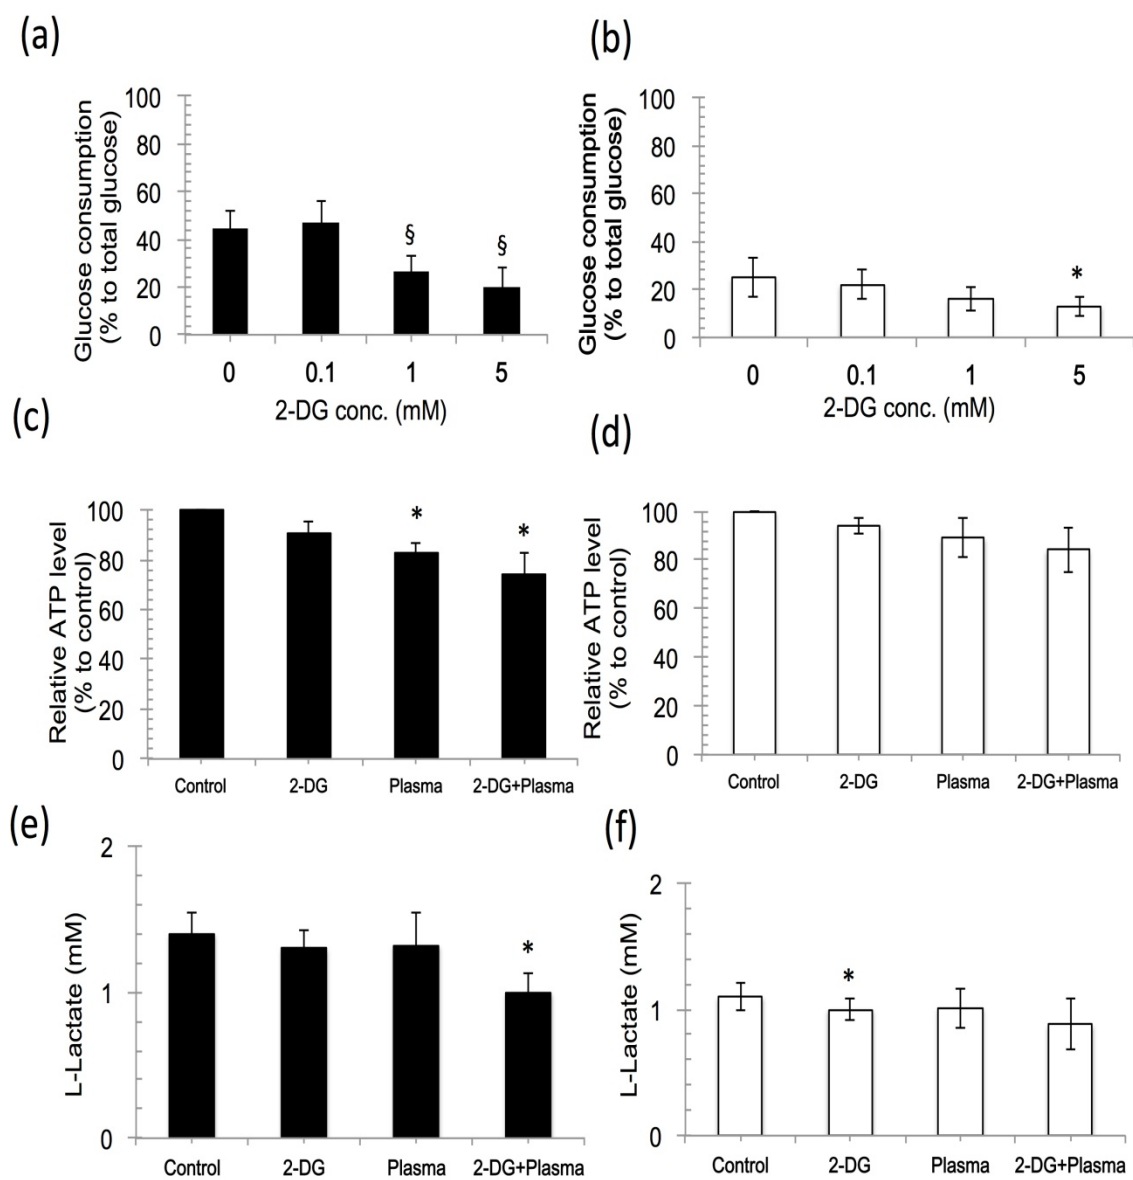 (a)
Glucose consumption
(% to total glucose)
100
80
60
40
20
0
§
§
0 0.1 1 5
2-DG conc. (mM)
(b)
Glucose consumption
(% to total glucose)
100
80
60
40
20
0
*
0 0.1 1 5
2-DG conc. (mM)
(c)
Relative ATP level
(% to control)
100
80
60
40
20
0
*
*
Control 2-DG Plasma 2-DG+Plasma
(d)
Relative ATP level
(% to control)
100
80
60
40
20
0
Control 2-DG Plasma 2-DG+Plasma
(e)
L-Lactate (mM)
2
1
0
*
Control 2-DG Plasma 2-DG+Plasma
(f)
L-Lactate (mM)
2
1
0
*
Control 2-DG Plasma 2-DG+Plasma